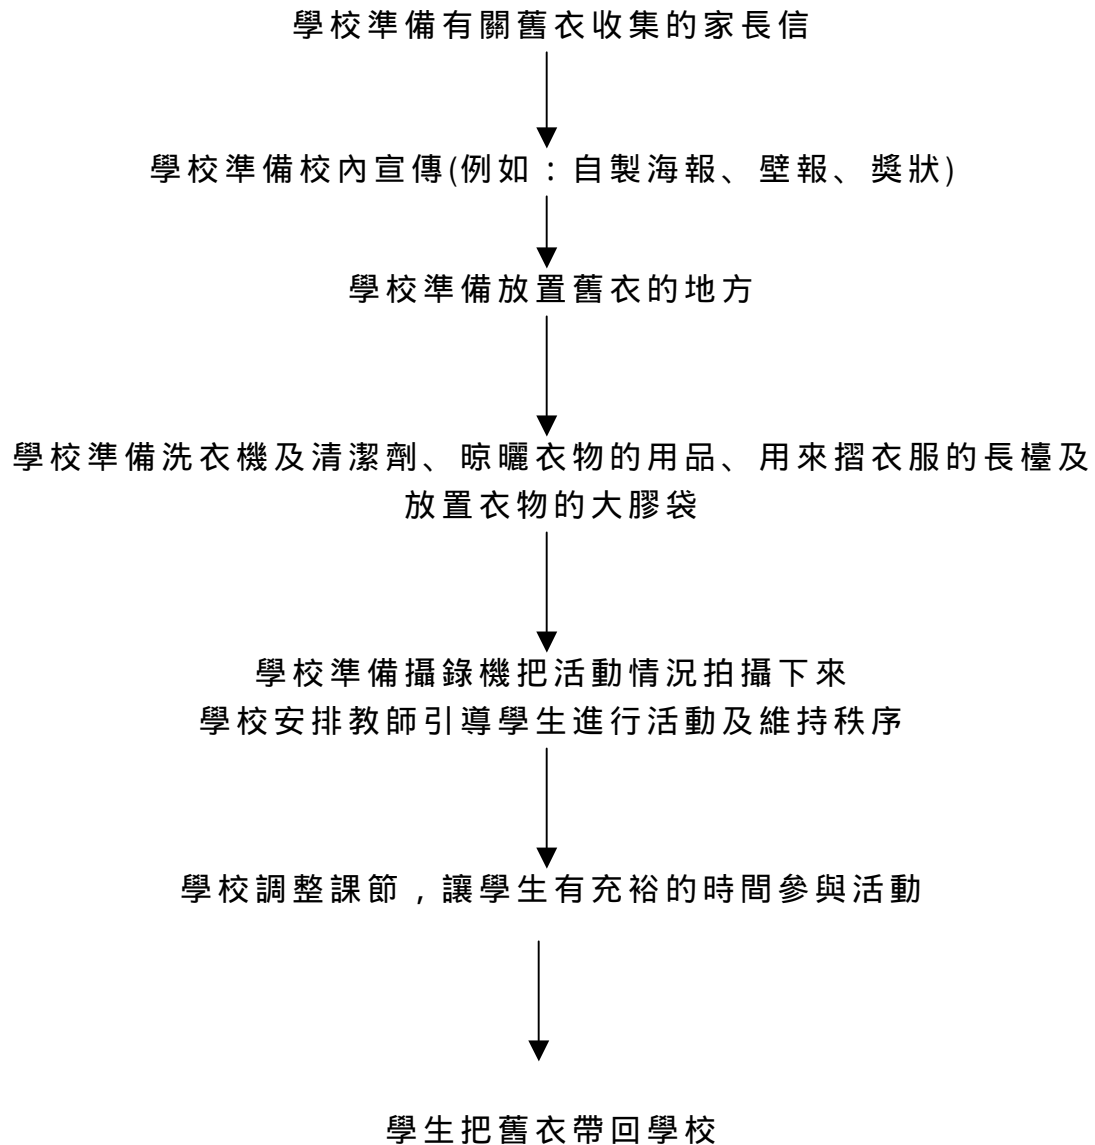 學校準備有關舊衣收集的家長信
學校準備校內宣傳(例如：自製海報、壁報、獎狀)
學校準備放置舊衣的地方
學校準備洗衣機及清潔劑、晾曬衣物的用品、用來摺衣服的長檯及
放置衣物的大膠袋
學校準備攝錄機把活動情況拍攝下來
學校安排教師引導學生進行活動及維持秩序
學校調整課節，讓學生有充裕的時間參與活動
學生把舊衣帶回學校